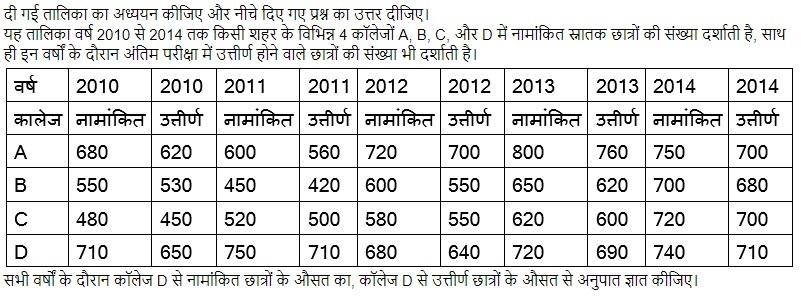 दी गई तालिका का अध्ययन कीजिए और नीचे दिए गए प्रश्न का उत्तर दीजिए।
यह तालिका वर्ष 2010 से 2014 तक किसी शहर के विभिन्न 4 कॉलेजों A, B, C, और D में नामांकित स्नातक छात्रों की संख्या दर्शाती है, साथ
ही इन वर्षों के दौरान अंतिम परीक्षा में उत्तीर्ण होने वाले छात्रों की संख्या भी दर्शाती है।
वर्ष 2010 2010 2011 2011 2012 2012 2013 2013 2014 2014
कालेज नामांकित उत्तीर्ण नामांकित उत्तीर्ण नामांकित उत्तीर्ण नामांकित उत्तीर्ण नामांकित उत्तीर्ण
A 680 620 600 560 720 700 800 760 750 700
B 550 530 450 420 600 550 650 620 700 680
C 480 450 520 500 580 550 620 600 720 700
D 710 650 750 710 680 640 720 690 740 710
सभी वर्षों के दौरान कॉलेज D से नामांकित छात्रों के औसत का, कॉलेज D से उत्तीर्ण छात्रों के औसत से अनुपात ज्ञात कीजिए।